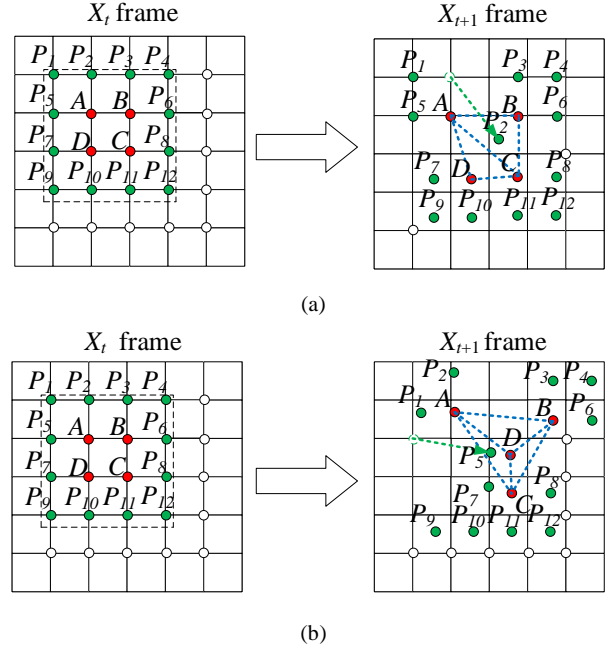 X_t frame
X_{t+1} frame
P_1 P_2 P_3 P_4
P_5 A B P_6
P_7 D C P_8
P_9 P_10 P_11 P_12
P_1 P_3 P_4
P_5 A B P_6
P_2
P_7 D C P_8
P_9 P_10 P_11 P_12
(a)
X_t frame
X_{t+1} frame
P_1 P_2 P_3 P_4
P_5 A B P_6
P_7 D C P_8
P_9 P_10 P_11 P_12
P_2 P_3 P_4
P_1 A B P_6
D
P_5
P_7 C P_8
P_9 P_10 P_11 P_12
(b)